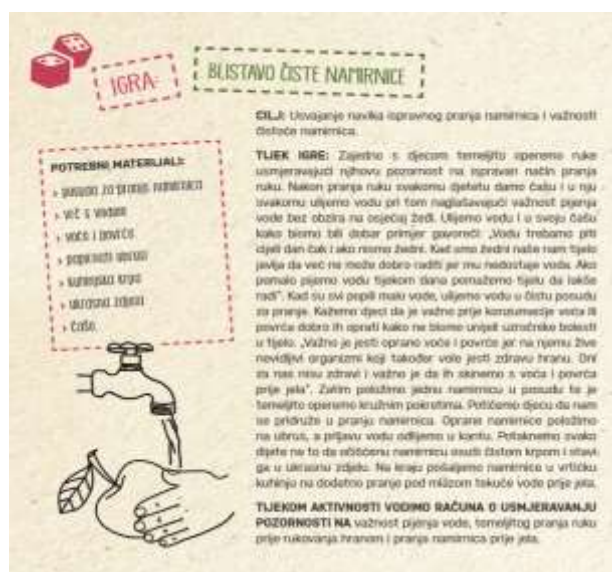 IGRA:
BLISTAVO ČISTE NAMIRNICE
CILJ: Usvajanje navika ispravnog pranja namirnica i važnosti
čistoće namirnica.
POTREBNI MATERIJALI:
› posuda za pranje namirnica
› vrč s vodom
› voće i povrće
› papirnati ubrusi
› kuhinjska krpa
› ukrasna zdjela
› čaše
TIJEK IGRE: Zajedno s djecom temeljito operemo ruke
usmjeravajući njihovu pozornost na ispravan način pranja
ruku. Nakon pranja ruku svakomu djetetu damo čašu i u nju
svakomu ulijemo vodu pri tom naglašavajući važnost pijenja
vode bez obzira na osjećaj žeđi. Ulijemo vodu i u svoju čašu
kako bismo bili dobar primjer govoreći: „Vodu trebamo piti
cijeli dan čak i ako nismo žedni. Kad smo žedni naše nam tijelo
javlja da već ne može dobro raditi jer mu nedostaje voda. Ako
pomalo pijemo vodu tijekom dana pomažemo tijelu da lakše
radi“. Kad su svi popili malo vode, ulijemo vodu u čistu posudu
za pranje. Kažemo djeci da je važno prije konzumacije voća ili
povrća dobro ih oprati kako ne bismo unijeli uzročnike bolesti
u tijelo. „Važno je jesti oprano voće i povrće jer na njemu žive
nevidljivi organizmi koji također vole jesti zdravu hranu. Oni
za nas nisu zdravi i važno je da ih skinemo s voća i povrća
prije jela“. Zatim položimo jednu namirnicu u posudu te je
temeljito operemo kružnim pokretima. Potičemo djecu da nam
se pridruže u pranju namirnica. Oprane namirnice položimo
na ubrus, a prljavu vodu odlijemo u kantu. Potaknemo svako
dijete na to da očišćenu namirnicu osuši čistom krpom i stavi
ga u ukrasnu zdjelu. Na kraju pošaljemo namirnice u vrtićku
kuhinju na dodatno pranje pod mlazom tekuće vode prije jela.
TIJEKOM AKTIVNOSTI VODIMO RAČUNA O USMJERAVANJU
POZORNOSTI NA važnost pijenja vode, temeljitog pranja ruku
prije rukovanja hranom i pranja namirnica prije jela.